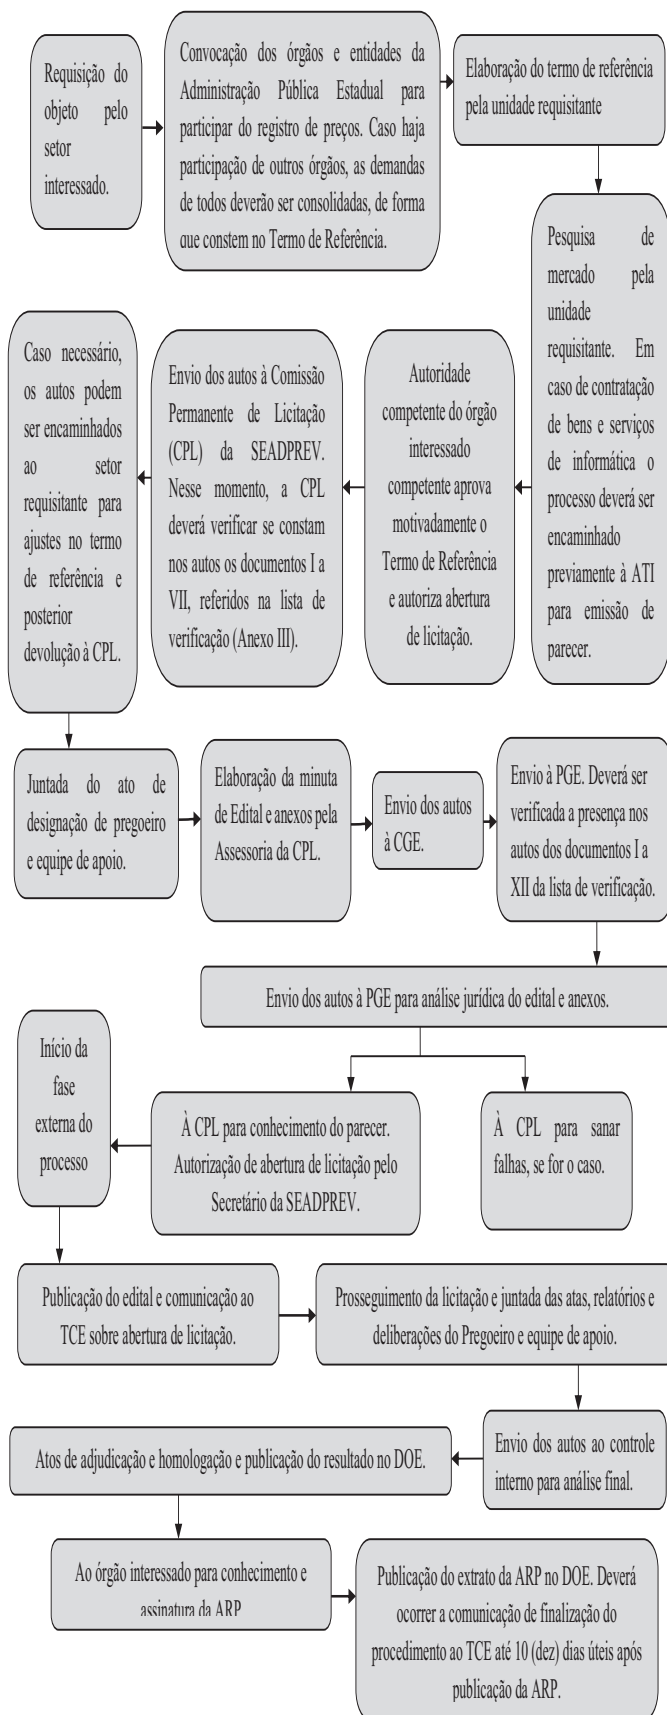 Requisição do
objeto pelo
setor
interessado.
Convocação dos órgãos e entidades da
Administração Pública Estadual para
participar do registro de preços. Caso haja
participação de outros órgãos, as demandas
de todos deverão ser consolidadas, de forma
que constem no Termo de Referência.
Elaboração do termo de referência
pela unidade requisitante
Pesquisa de
mercado pela
unidade
requisitante. Em
caso de contratação
de bens e serviços
de informática o
processo deverá ser
encaminhado
previamente à ATI
para emissão de
parecer.
Autoridade
competente do órgão
interessado
competente aprova
motivadamente o
Termo de Referência
e autoriza abertura
de licitação.
Envio dos autos à Comissão
Permanente de Licitação
(CPL) da SEADPREV.
Nesse momento, a CPL
deverá verificar se constam
nos autos os documentos I a
VII, referidos na lista de
verificação (Anexo III).
Caso necessário,
os autos podem
ser encaminhados
ao setor
requisitante para
ajustes no termo
de referência e
posterior
devolução à CPL.
Juntada do ato de
designação de pregoeiro
e equipe de apoio.
Elaboração da minuta
de Edital e anexos pela
Assessoria da CPL.
Envio dos autos
à CGE.
Envio à PGE. Deverá ser
verificada a presença nos
autos dos documentos I a
XII da lista de verificação.
Envio dos autos à PGE para análise jurídica do edital e anexos.
À CPL para sanar
falhas, se for o caso.
À CPL para conhecimento do parecer.
Autorização de abertura de licitação pelo
Secretário da SEADPREV.
Início da
fase
externa do
processo
Publicação do edital e comunicação ao
TCE sobre abertura de licitação.
Prosseguimento da licitação e juntada das atas, relatórios e
deliberações do Pregoeiro e equipe de apoio.
Envio dos autos ao controle
interno para análise final.
Atos de adjudicação e homologação e publicação do resultado no DOE.
Ao órgão interessado para conhecimento e
assinatura da ARP
Publicação do extrato da ARP no DOE. Deverá
ocorrer a comunicação de finalização do
procedimento ao TCE até 10 (dez) dias úteis após
publicação da ARP.